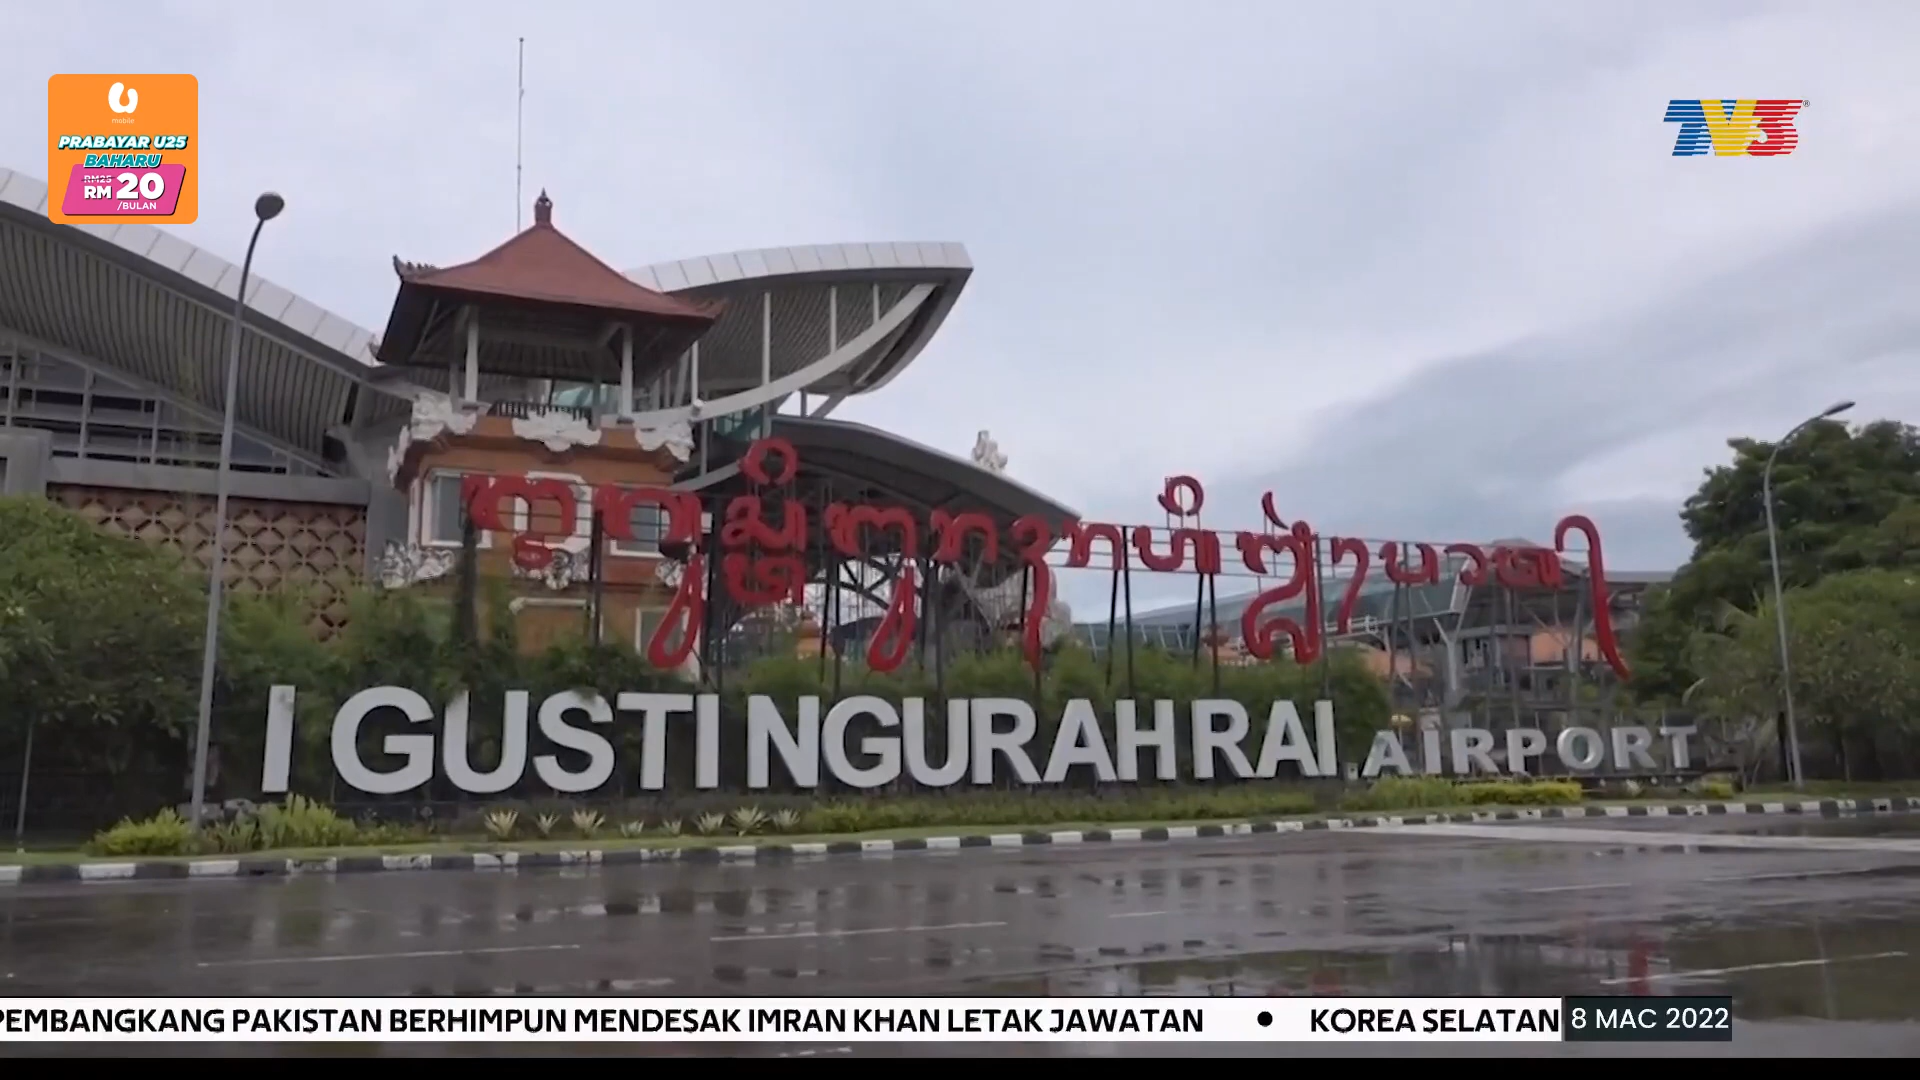 U
mobile
PRABAYAR U25
BAHARU
RM25
RM 20
/BULAN
TV3®
I GUSTI NGURAH RAI AIRPORT
PEMBANGKANG PAKISTAN BERHIMPUN MENDESAK IMRAN KHAN LETAK JAWATAN • KOREA SELATAN
8 MAC 2022